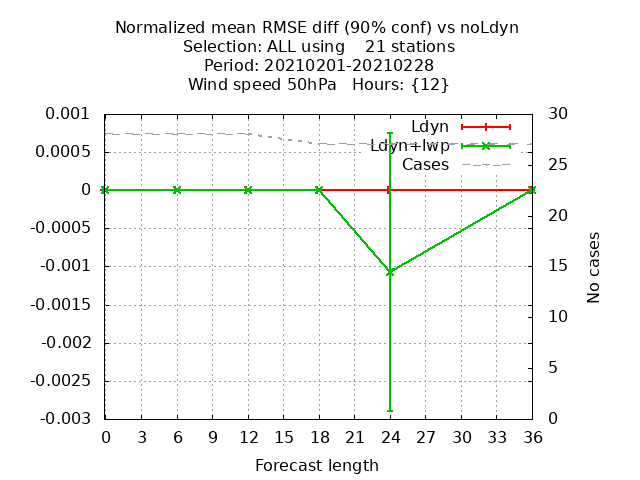 Normalized mean RMSE diff (90% conf) vs noLdyn
Selection: ALL using    21 stations
Period: 20210201-20210228
Wind speed 50hPa   Hours: {12}
0.001
0.0005
0
-0.0005
-0.001
-0.0015
-0.002
-0.0025
-0.003
Ldyn
Ldyn+lwp
Cases
30
25
20
15
10
5
0
No cases
0 3 6 9 12 15 18 21 24 27 30 33 36
Forecast length